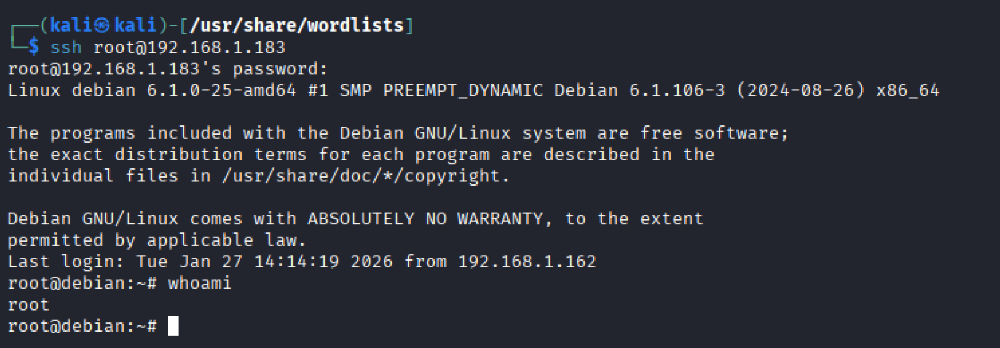 ┌──(kali㉿kali)-[/usr/share/wordlists]
└─$ ssh root@192.168.1.183
root@192.168.1.183's password:
Linux debian 6.1.0-25-amd64 #1 SMP PREEMPT_DYNAMIC Debian 6.1.106-3 (2024-08-26) x86_64
The programs included with the Debian GNU/Linux system are free software;
the exact distribution terms for each program are described in the
individual files in /usr/share/doc/*/copyright.
Debian GNU/Linux comes with ABSOLUTELY NO WARRANTY, to the extent
permitted by applicable law.
Last login: Tue Jan 27 14:14:19 2026 from 192.168.1.162
root@debian:~# whoami
root
root@debian:~#